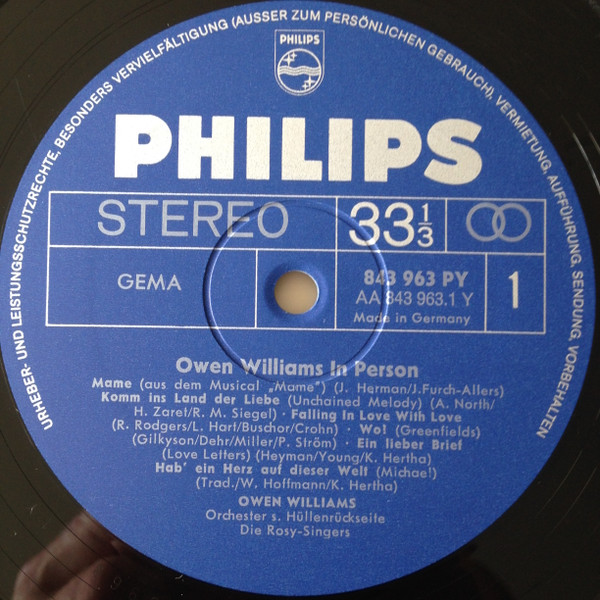 URHEBER- UND LEISTUNGSSCHUTZRECHTE, BESONDERS VERVIELFÄLTIGUNG (AUSSER ZUM PERSÖNLICHEN GEBRAUCH), VERMIETUNG, AUFFÜHRUNG, SENDUNG, VORBEHALTEN
PHILIPS
PHILIPS
STEREO 33 1/3
GEMA 843 963 PY 1
AA 843 963.1 Y
Made in Germany
Owen Williams In Person
Mame (aus dem Musical „Mame") (J. Herman/J.Furch-Allers)
Komm ins Land der Liebe (Unchained Melody) (A. North/
H. Zaret/R. M. Siegel) · Falling In Love With Love
(R. Rodgers/L. Hart/Buschor/Crohn) · Wo! (Greenfields)
(Gilkyson/Dehr/Miller/P. Ström) · Ein lieber Brief
(Love Letters) (Heyman/Young/K. Hertha)
Hab' ein Herz auf dieser Welt (Michael)
(Trad./W. Hoffmann/K. Hertha)
OWEN WILLIAMS
Orchester s. Hüllenrückseite
Die Rosy-Singers